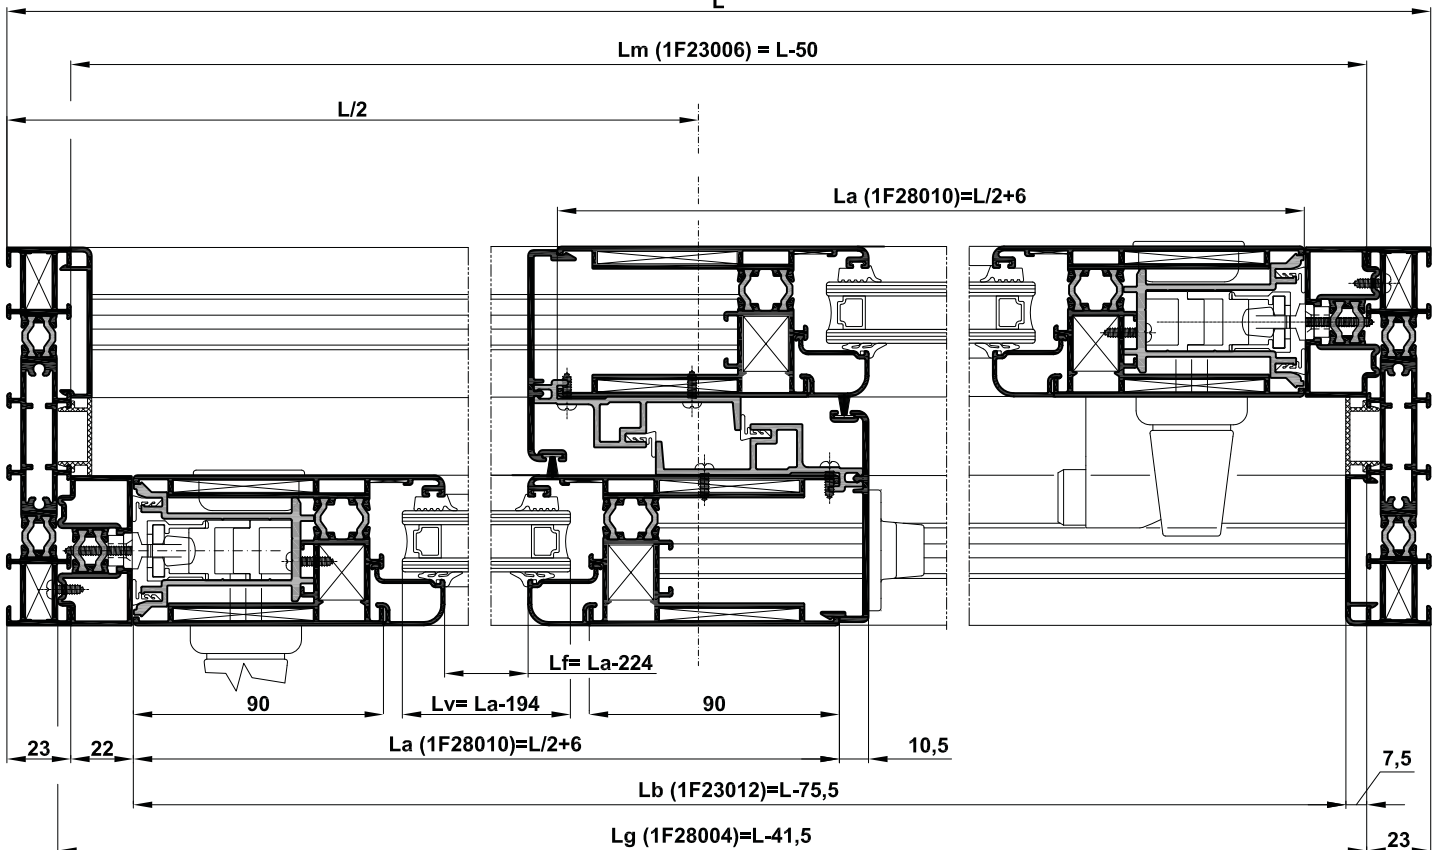 L
Lm (1F23006) = L-50
L/2
La (1F28010)=L/2+6
Lf= La-224
90
Lv= La-194
90
23
22
La (1F28010)=L/2+6
10,5
7,5
Lb (1F23012)=L-75,5
Lg (1F28004)=L-41,5
23